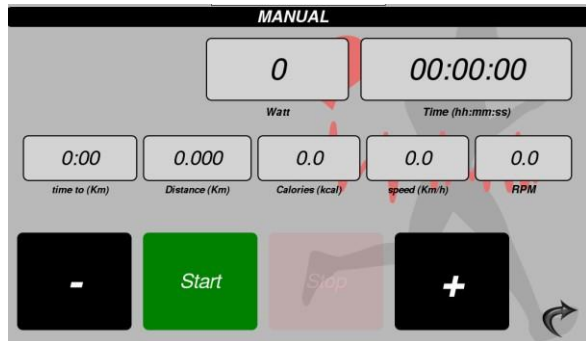 MANUAL
0 00:00:00
Watt Time (hh:mm:ss)
0:00 0.000 0.0 0.0 0.0
time to (Km) Distance (Km) Calories (kcal) speed (Km/h) RPM
- Start Stop +